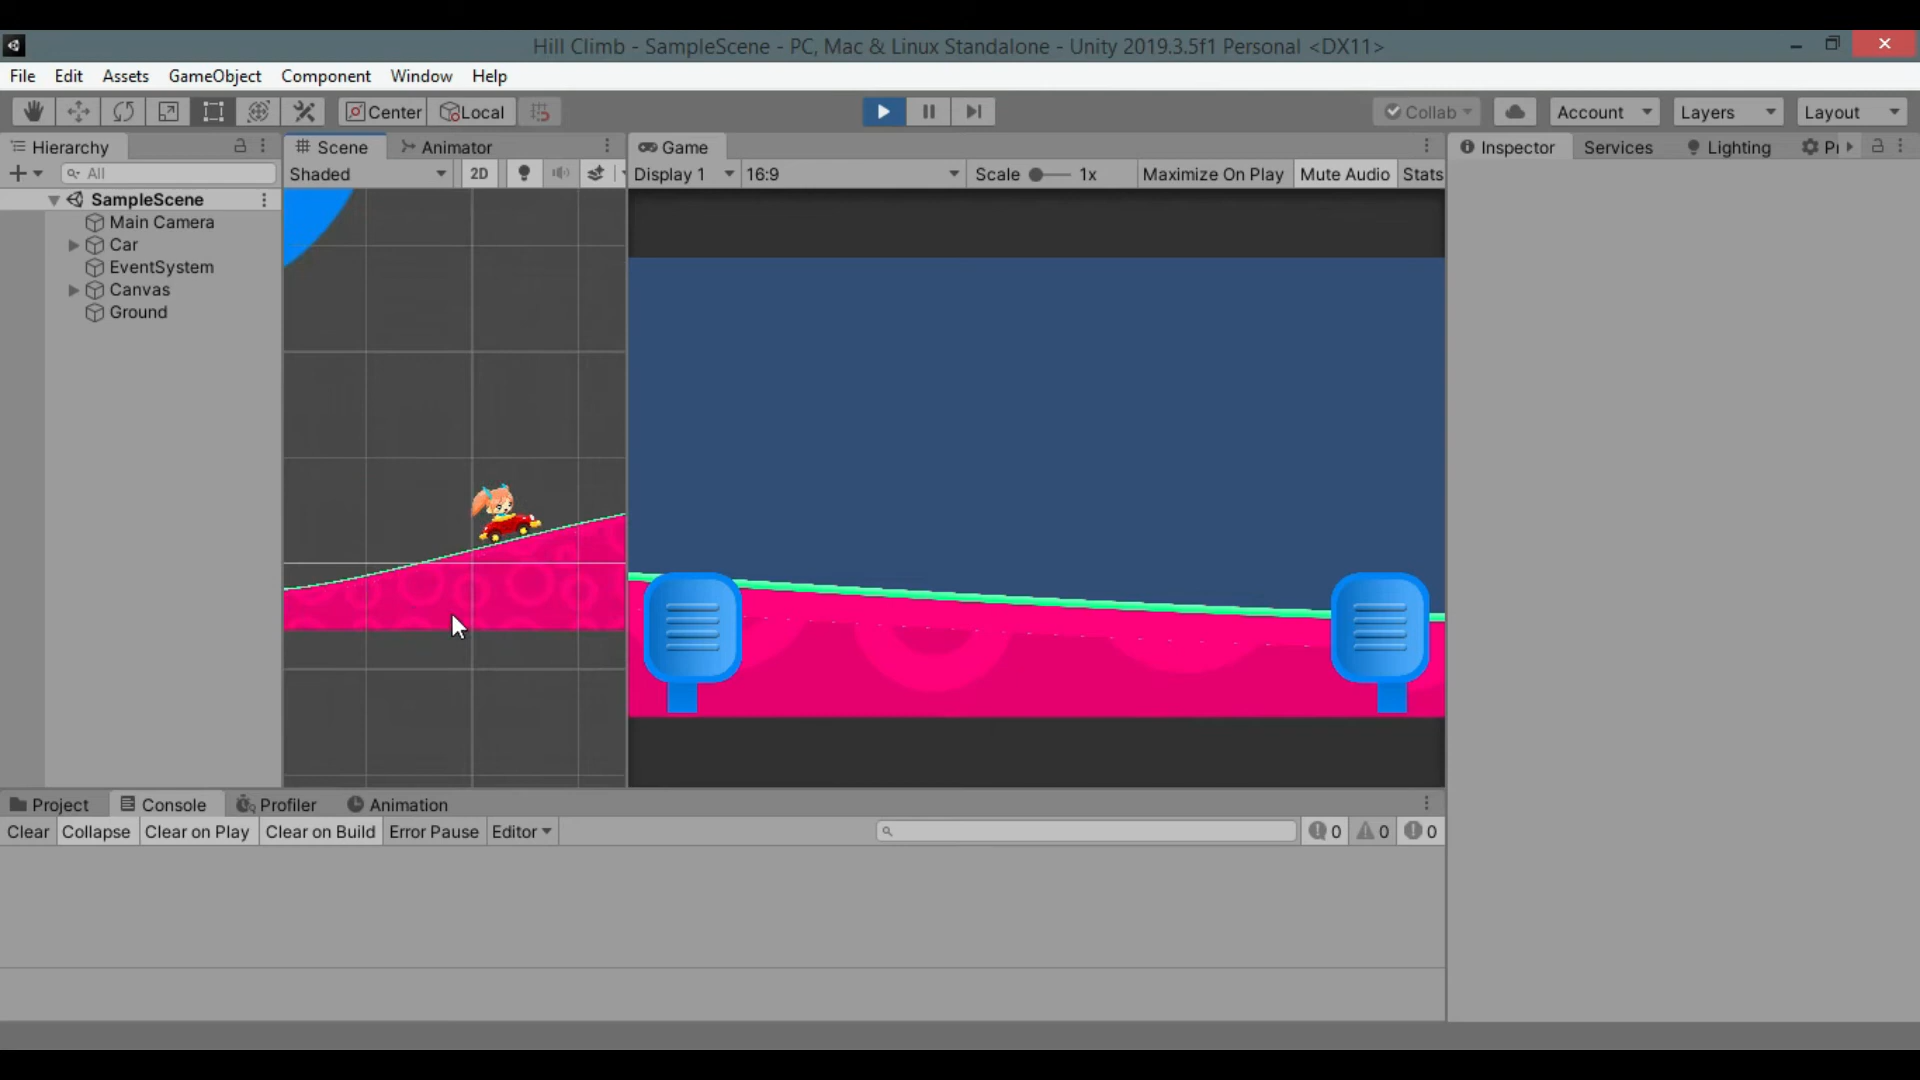 Hill Climb - SampleScene - PC, Mac & Linux Standalone - Unity 2019.3.5f1 Personal <DX11>
File Edit Assets GameObject Component Window Help
Center Local Collab Account Layers Layout
Hierarchy Scene Animator Game Inspector Services Lighting Pr
All Shaded 2D Display 1 16:9 Scale 1x Maximize On Play Mute Audio Stats
SampleScene
Main Camera
Car
EventSystem
Canvas
Ground
Project Console Profiler Animation
Clear Collapse Clear on Play Clear on Build Error Pause Editor 0 0 0